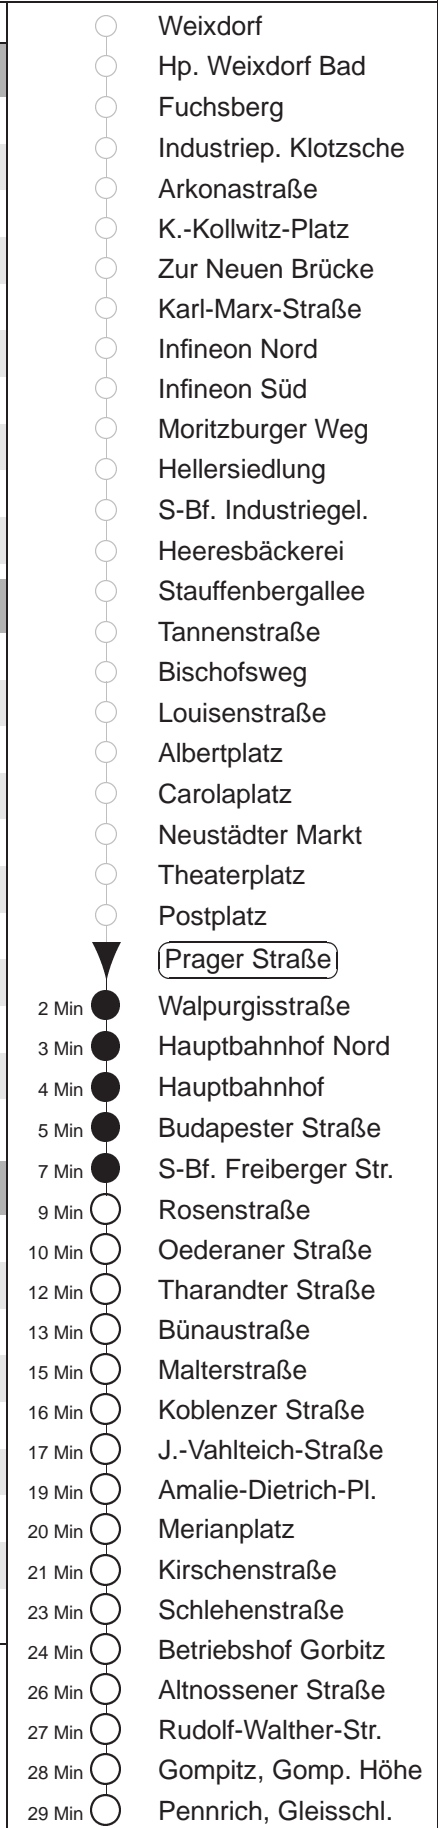 Weixdorf
Hp. Weixdorf Bad
Fuchsberg
Industriep. Klotzsche
Arkonastraße
K.-Kollwitz-Platz
Zur Neuen Brücke
Karl-Marx-Straße
Infineon Nord
Infineon Süd
Moritzburger Weg
Hellersiedlung
S-Bf. Industriegel.
Heeresbäckerei
Stauffenbergallee
Tannenstraße
Bischofsweg
Louisenstraße
Albertplatz
Carolaplatz
Neustädter Markt
Theaterplatz
Postplatz
Prager Straße
2 Min Walpurgisstraße
3 Min Hauptbahnhof Nord
4 Min Hauptbahnhof
5 Min Budapester Straße
7 Min S-Bf. Freiberger Str.
9 Min Rosenstraße
10 Min Oederaner Straße
12 Min Tharandter Straße
13 Min Bünaustraße
15 Min Malterstraße
16 Min Koblenzer Straße
17 Min J.-Vahlteich-Straße
19 Min Amalie-Dietrich-Pl.
20 Min Merianplatz
21 Min Kirschenstraße
23 Min Schlehenstraße
24 Min Betriebshof Gorbitz
26 Min Altnossener Straße
27 Min Rudolf-Walther-Str.
28 Min Gompitz, Gomp. Höhe
29 Min Pennrich, Gleisschl.